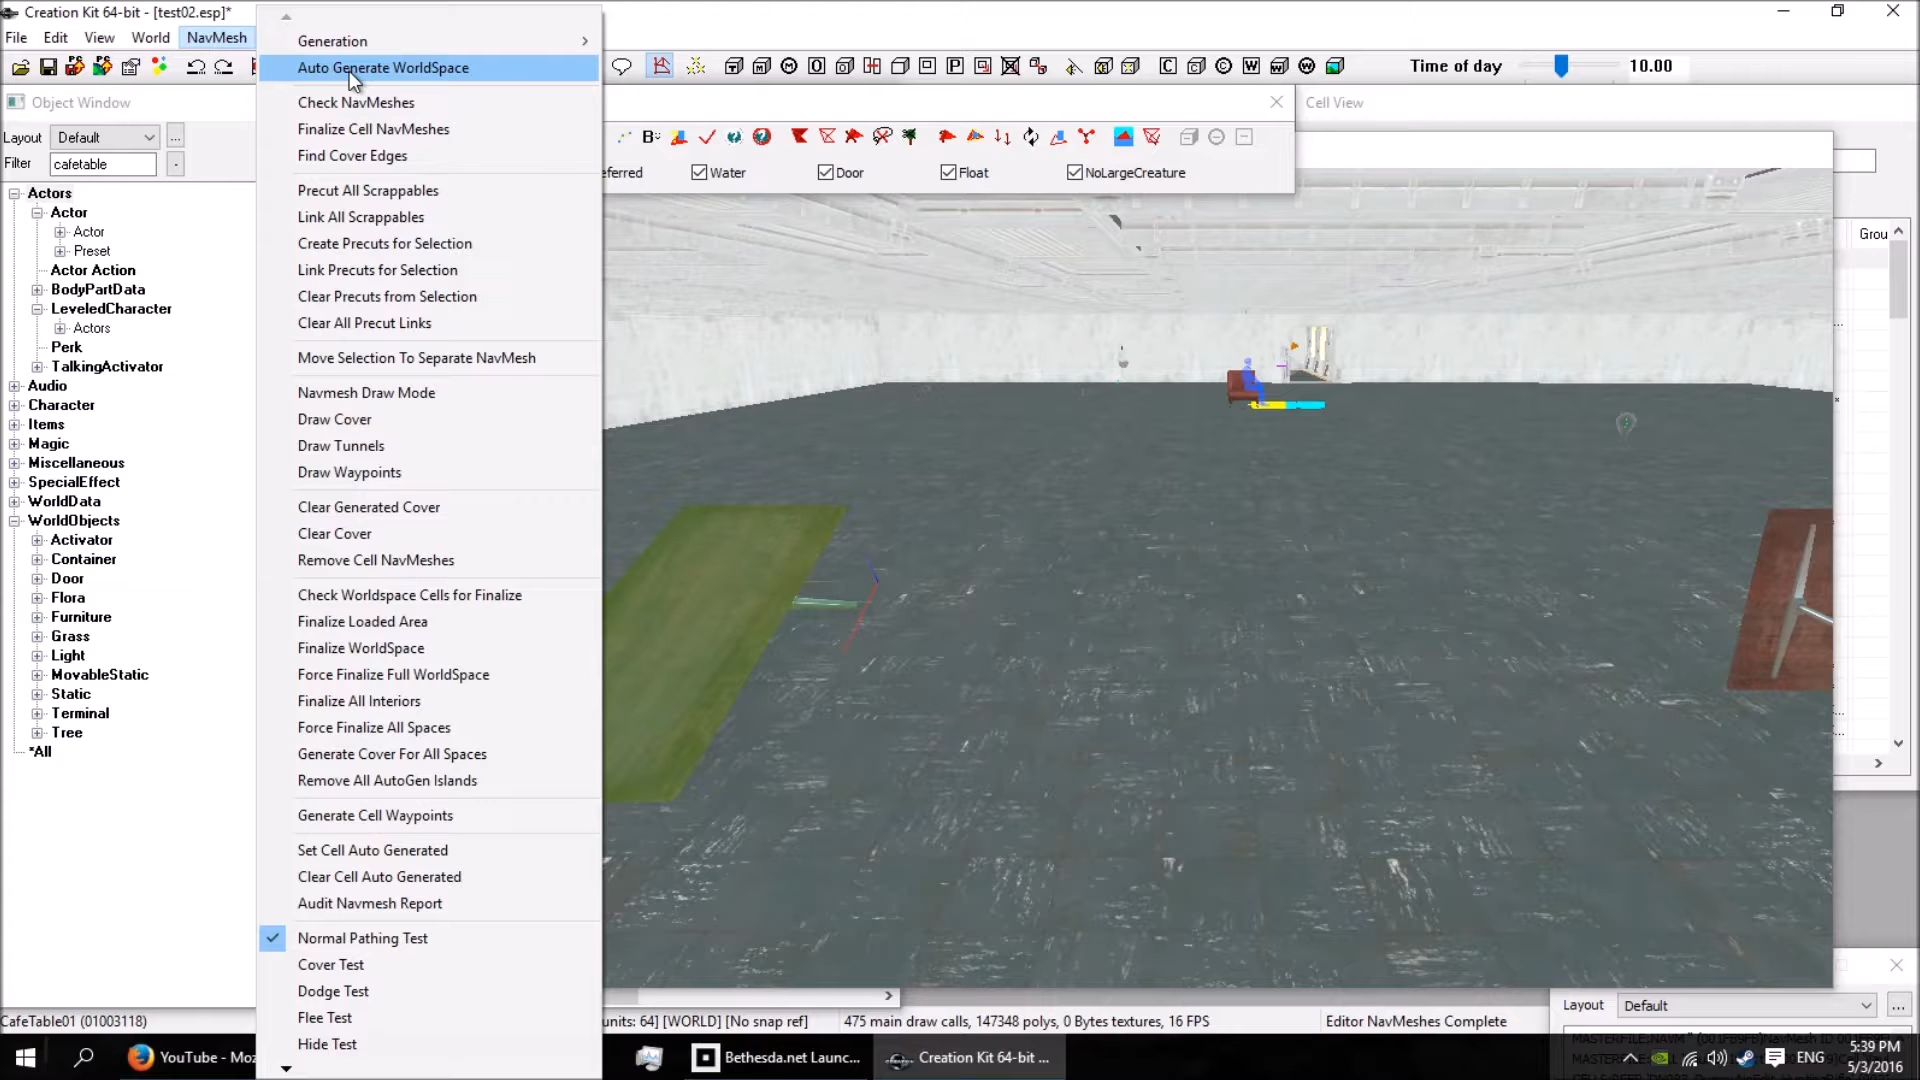 Creation Kit 64-bit - [test02.esp]*
File Edit View World NavMesh
Time of day 10.00
Object Window
Layout Default ...
Filter cafetable -
Actors
Actor
Actor
Preset
Actor Action
BodyPartData
LeveledCharacter
Actors
Perk
TalkingActivator
Audio
Character
Items
Magic
Miscellaneous
SpecialEffect
WorldData
WorldObjects
Activator
Container
Door
Flora
Furniture
Grass
Light
MovableStatic
Static
Terminal
Tree
*All
Generation
Auto Generate WorldSpace
Check NavMeshes
Finalize Cell NavMeshes
Find Cover Edges
Precut All Scrappables
Link All Scrappables
Create Precuts for Selection
Link Precuts for Selection
Clear Precuts from Selection
Clear All Precut Links
Move Selection To Separate NavMesh
Navmesh Draw Mode
Draw Cover
Draw Tunnels
Draw Waypoints
Clear Generated Cover
Clear Cover
Remove Cell NavMeshes
Check Worldspace Cells for Finalize
Finalize Loaded Area
Finalize WorldSpace
Force Finalize Full WorldSpace
Finalize All Interiors
Force Finalize All Spaces
Generate Cover For All Spaces
Remove All AutoGen Islands
Generate Cell Waypoints
Set Cell Auto Generated
Clear Cell Auto Generated
Audit Navmesh Report
Normal Pathing Test
Cover Test
Dodge Test
Flee Test
Hide Test
Cell View
eferred Water Door Float NoLargeCreature
Grou
Layout Default ...
CafeTable01 (01003118)
units: 64] [WORLD] [No snap ref] 475 main draw calls, 147348 polys, 0 Bytes textures, 16 FPS Editor NavMeshes Complete
YouTube - Moz
Bethesda.net Launc...
Creation Kit 64-bit ...
ENG
5:39 PM
5/3/2016